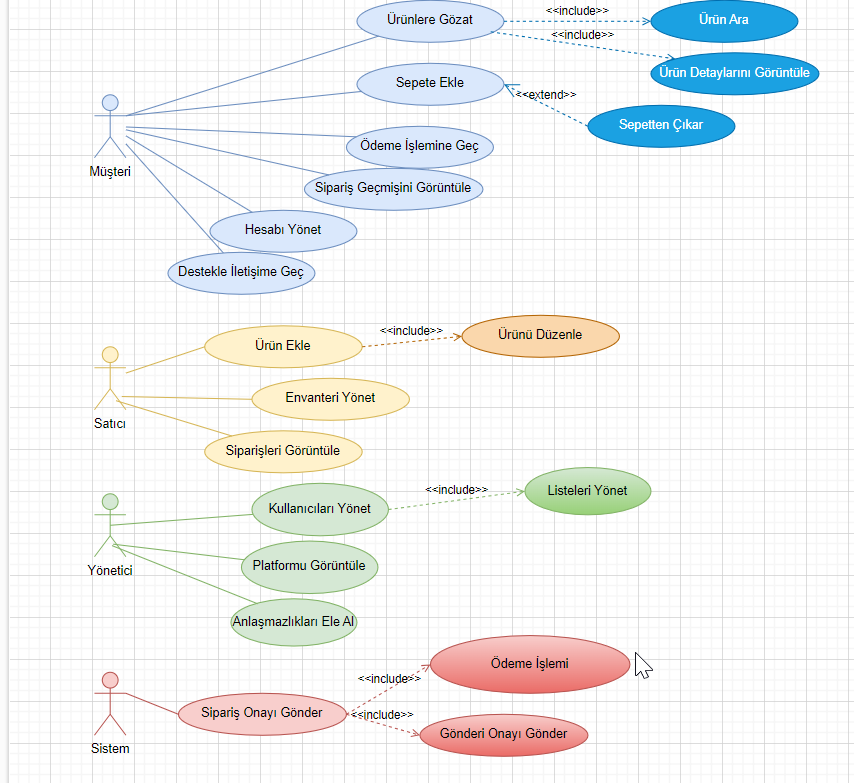 Ürünlere Gözat
<<include>>
Ürün Ara
<<include>>
Ürün Detaylarını Görüntüle
Sepete Ekle
<<extend>>
Sepetten Çıkar
Ödeme İşlemine Geç
Müşteri
Sipariş Geçmişini Görüntüle
Hesabı Yönet
Destekle İletişime Geç
Ürün Ekle
<<include>>
Ürünü Düzenle
Envanteri Yönet
Satıcı
Siparişleri Görüntüle
Kullanıcıları Yönet
<<include>>
Listeleri Yönet
Yönetici
Platformu Görüntüle
Anlaşmazlıkları Ele Al
Ödeme İşlemi
<<include>>
Sipariş Onayı Gönder
<<include>>
Gönderi Onayı Gönder
Sistem